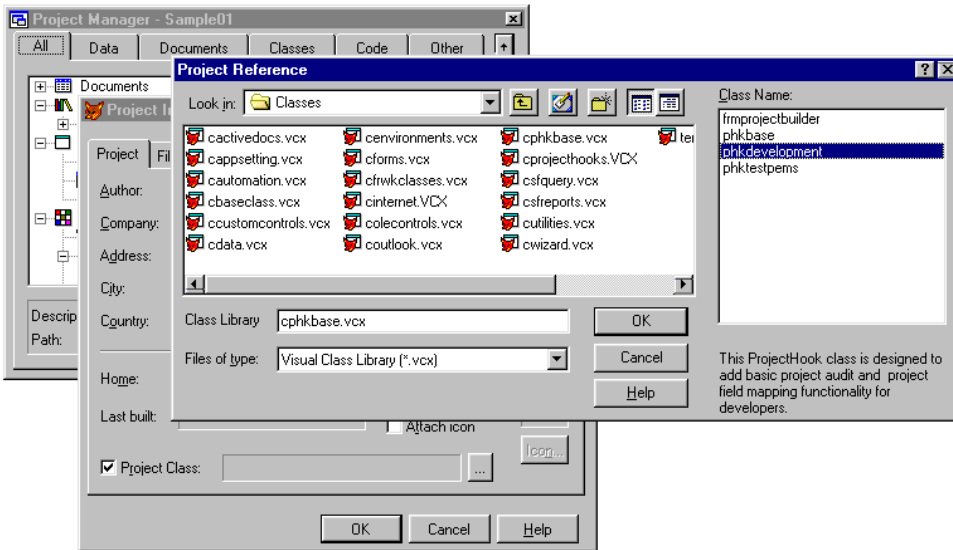 Project Manager - Sample01
All Data Documents Classes Code Other
Documents
Project Reference
Look in: Classes
cactivedocs.vcx cenvironments.vcx cphkbase.vcx
cappsetting.vcx cforms.vcx cprojecthooks.VCX
cautomation.vcx cfrwkclasses.vcx csfquery.vcx
cbaseclass.vcx cinternet.VCX csfreports.vcx
ccustomcontrols.vcx colecontrols.vcx cutilities.vcx
cdata.vcx coutlook.vcx cwizard.vcx
Class Library cphkbase.vcx
Files of type: Visual Class Library (*.vcx)
OK
Cancel
Help
Class Name:
frmprojectbuilder
phkbase
phkdevelopment
phktestpems
This ProjectHook class is designed to
add basic project audit and project
field mapping functionality for
developers.
Project
Author:
Company:
Address:
City:
Country:
Home:
Last built:
Attach icon
Icon...
Project Class: ...
OK Cancel Help
Path: